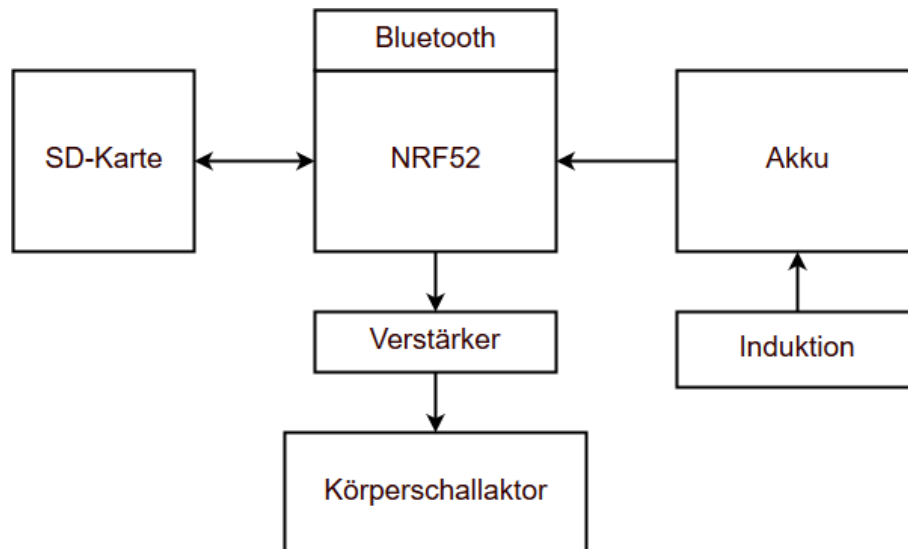 Bluetooth
SD-Karte
NRF52
Akku
Verstärker
Induktion
Körperschallaktor